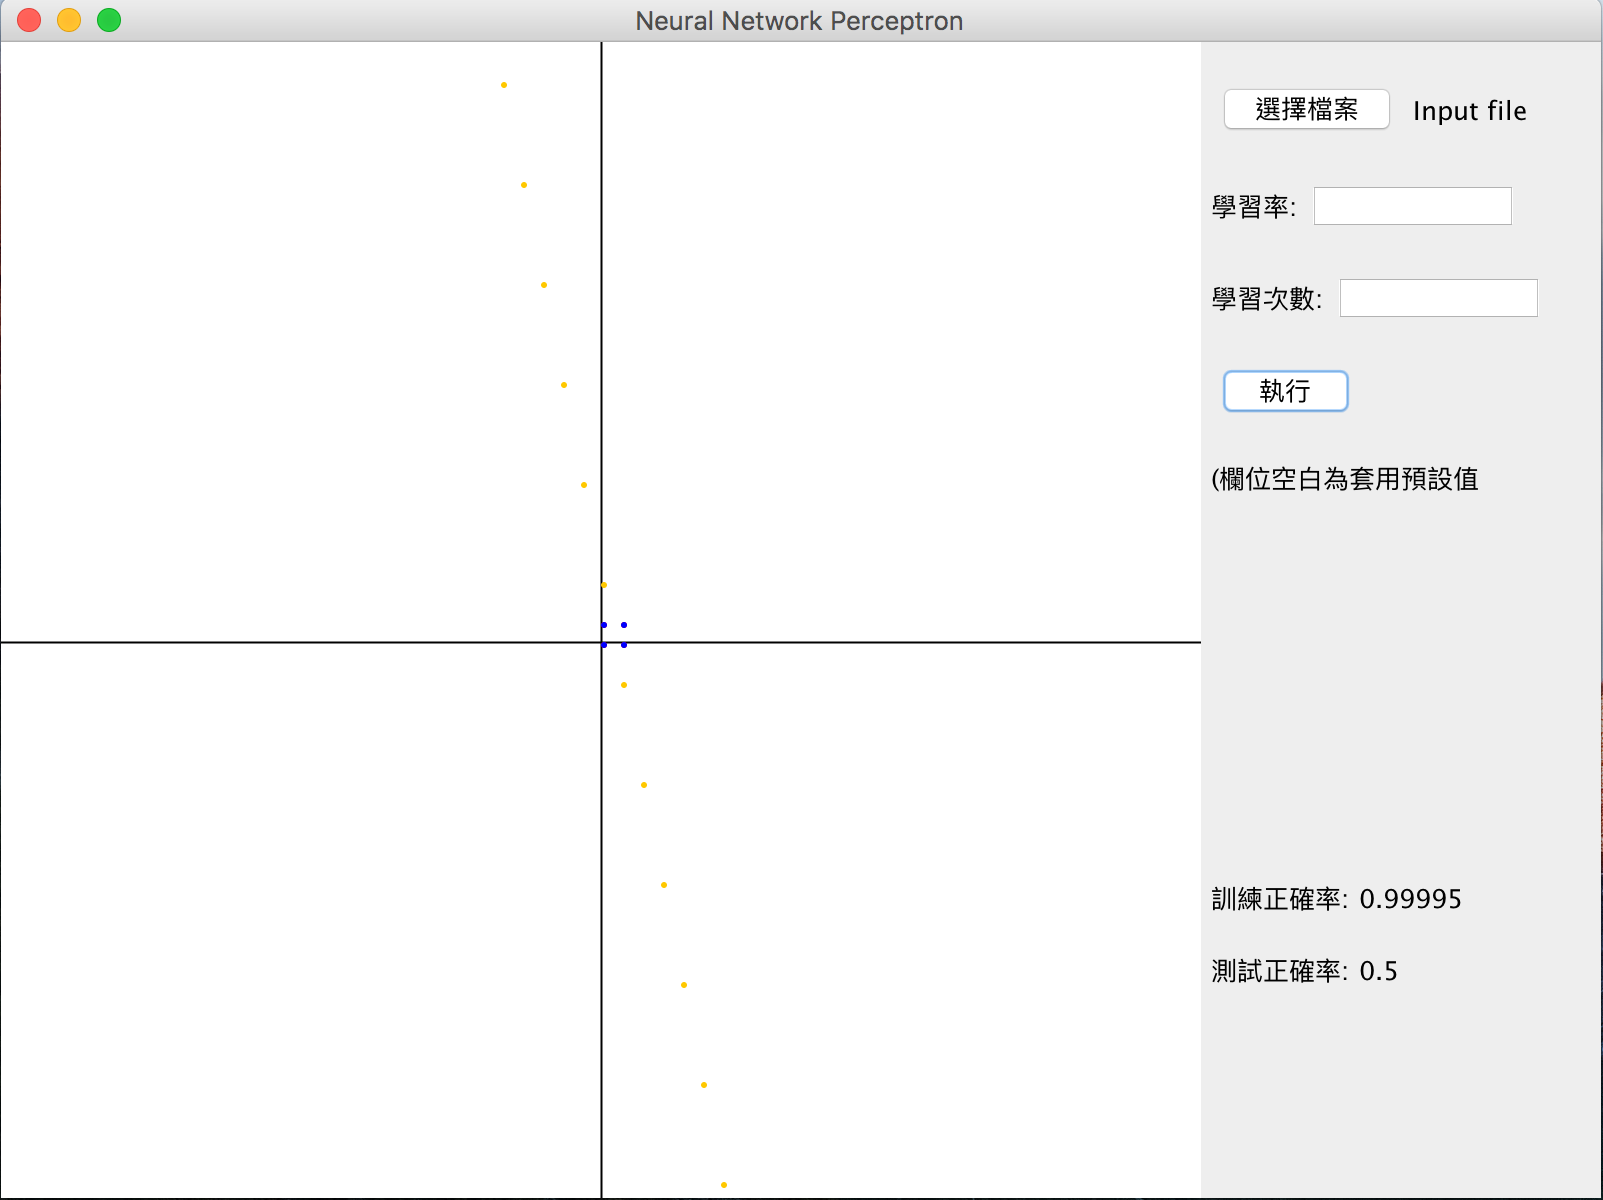 Neural Network Perceptron
選擇檔案 Input file
學習率:
學習次數:
執行
(欄位空白為套用預設值
訓練正確率: 0.99995
測試正確率: 0.5